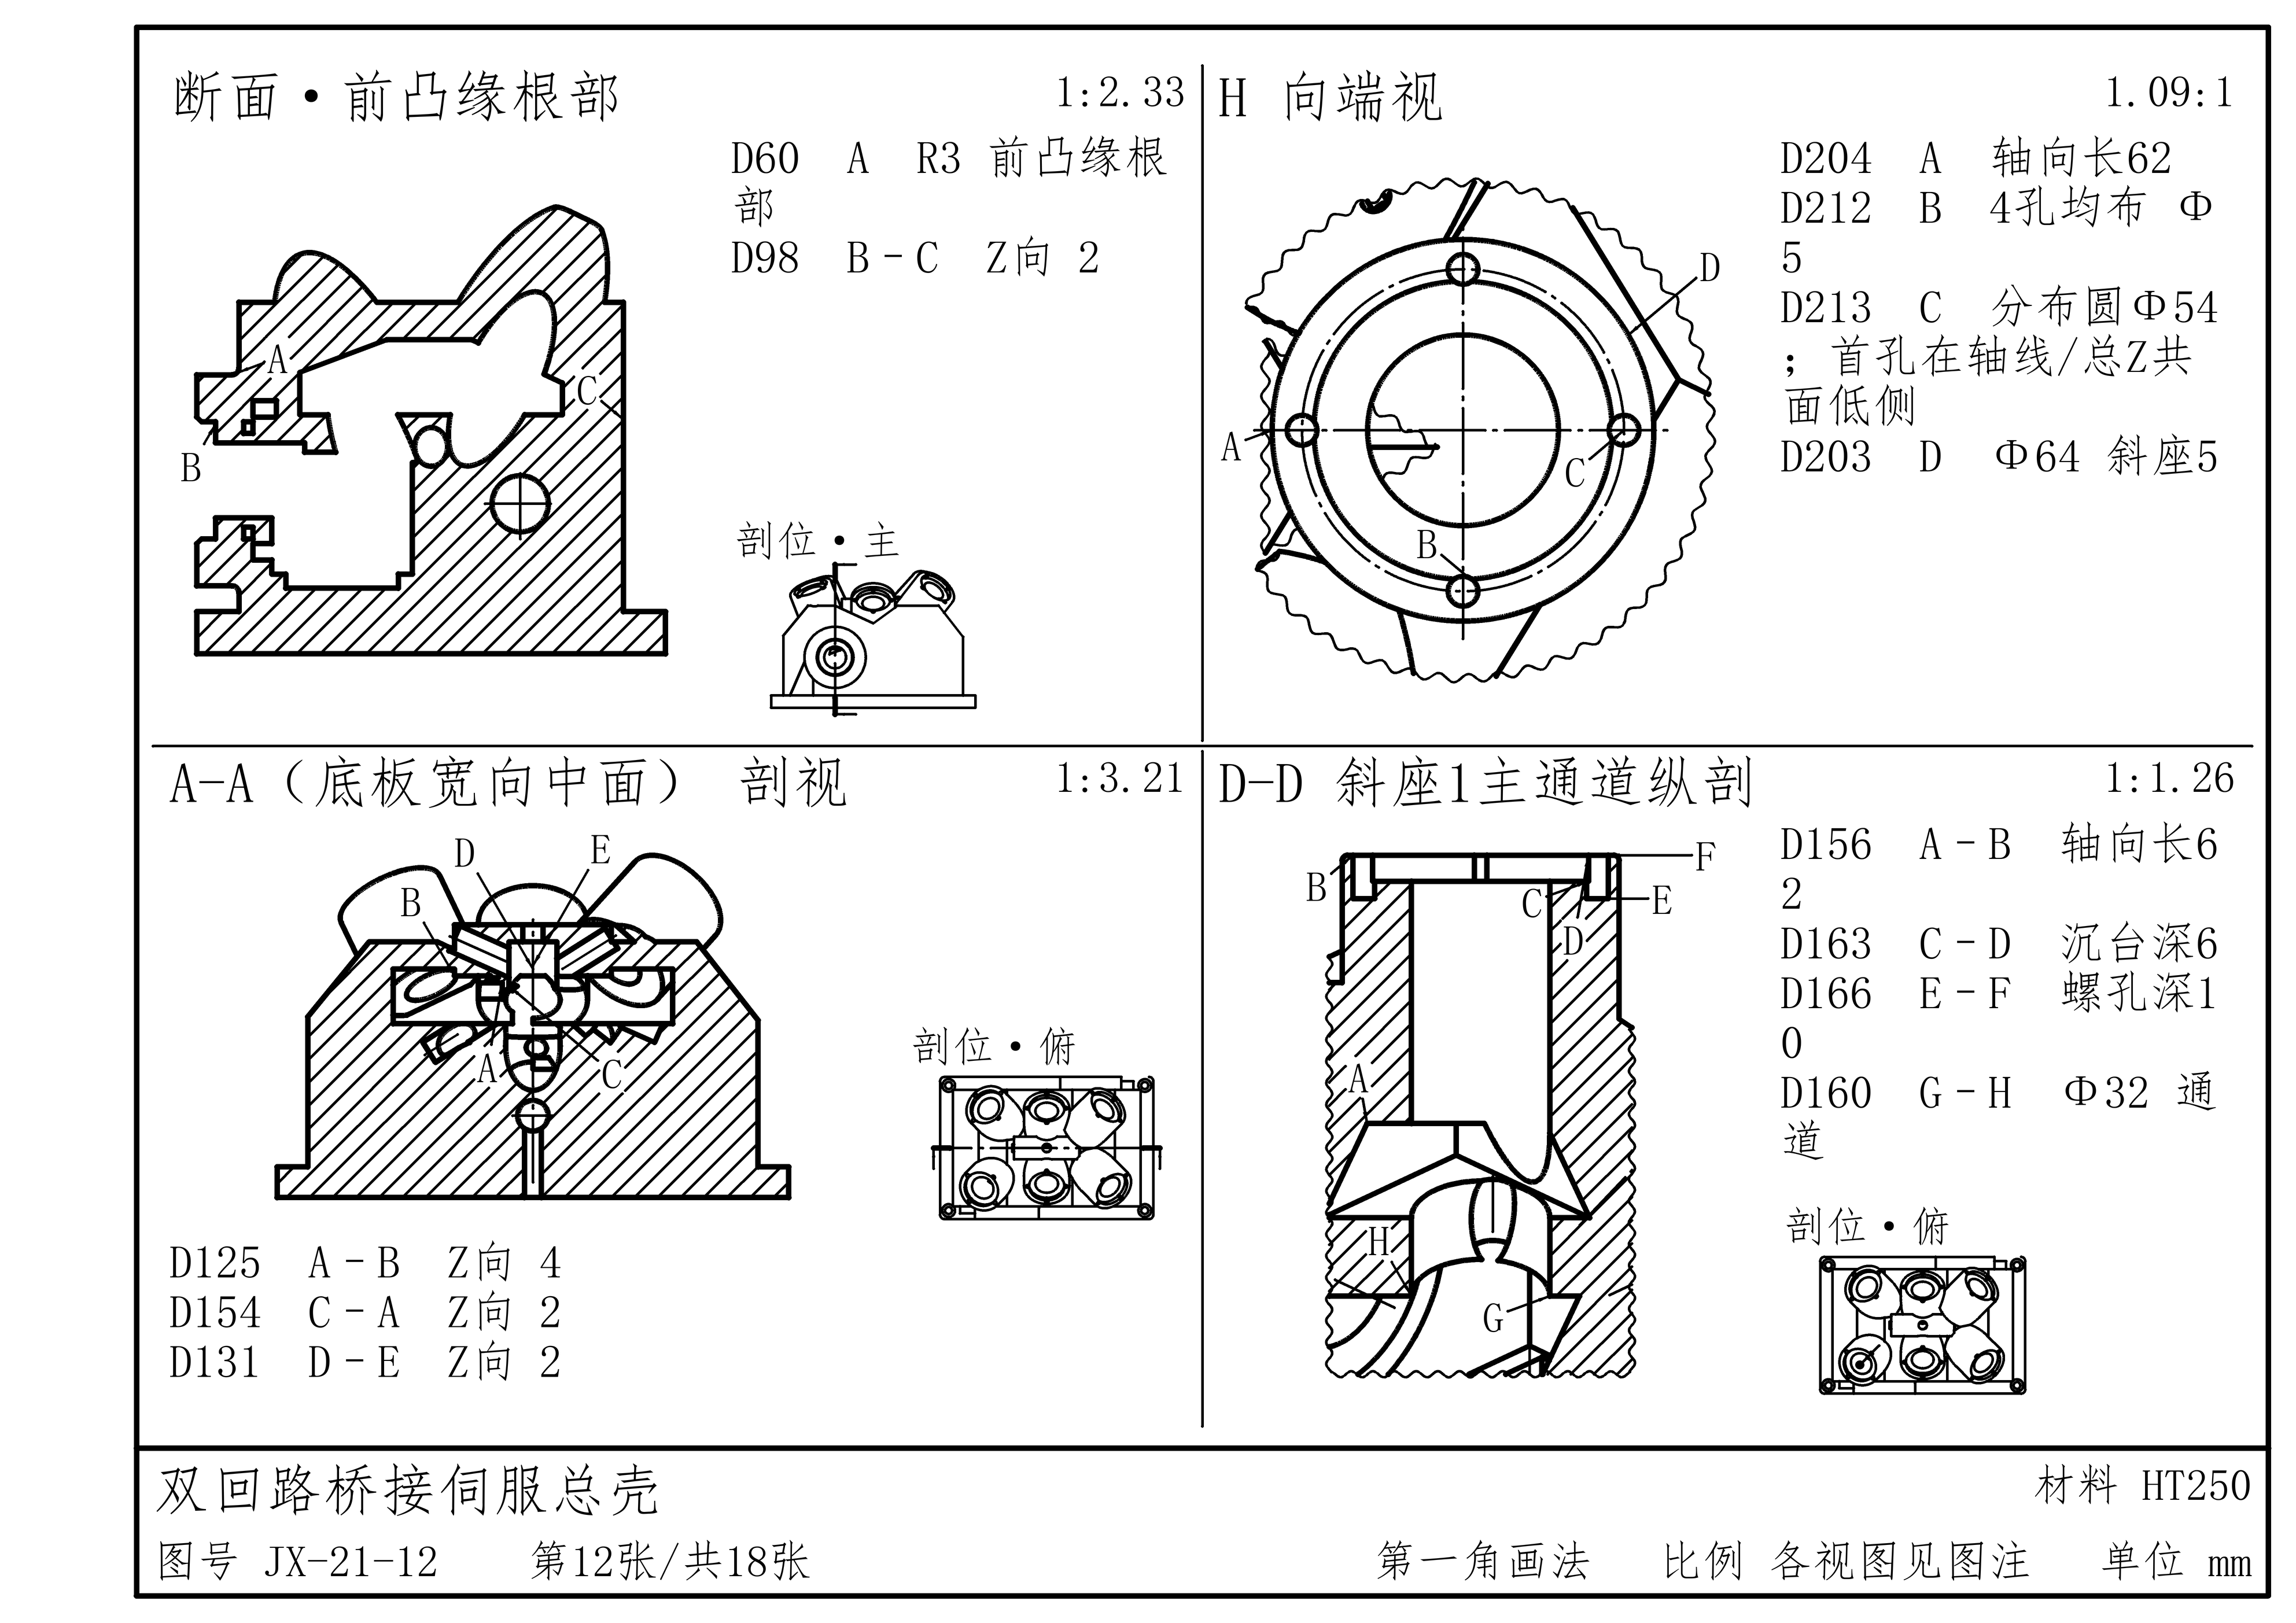 断面·前凸缘根部
1:2.33
D60 A R3 前凸缘根
部
D98 B-C Z向 2
A
B
C
剖位·主
H 向端视
1.09:1
D204 A 轴向长62
D212 B 4孔均布 Φ
5
D213 C 分布圆Φ54
；首孔在轴线/总Z共
面低侧
D203 D Φ64 斜座5
D
A
C
B
A-A（底板宽向中面） 剖视
1:3.21
D
E
B
A
C
剖位·俯
D125 A-B Z向 4
D154 C-A Z向 2
D131 D-E Z向 2
D-D 斜座1主通道纵剖
1:1.26
D156 A-B 轴向长6
2
D163 C-D 沉台深6
D166 E-F 螺孔深1
0
D160 G-H Φ32 通
道
F
B
C
E
D
A
H
G
剖位·俯
双回路桥接伺服总壳
材料 HT250
图号 JX-21-12 第12张/共18张
第一角画法 比例 各视图见图注 单位 mm